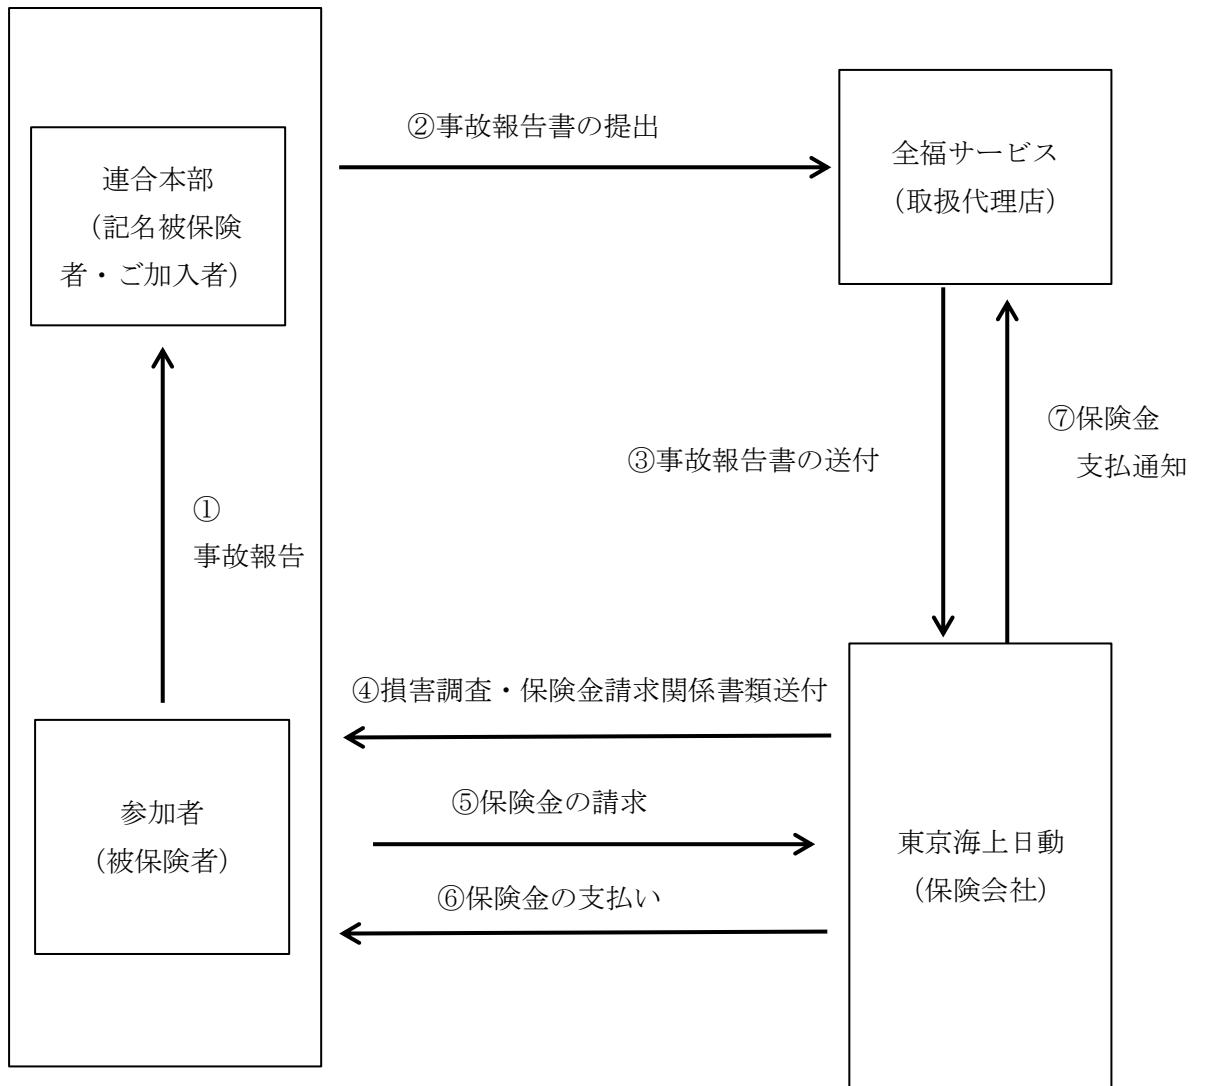 ②事故報告書の提出
全福サービス
（取扱代理店）
連合本部
（記名被保険
者・ご加入者）
③事故報告書の送付
⑦保険金
支払通知
①
事故報告
④損害調査・保険金請求関係書類送付
参加者
（被保険者）
⑤保険金の請求
⑥保険金の支払い
東京海上日動
（保険会社）